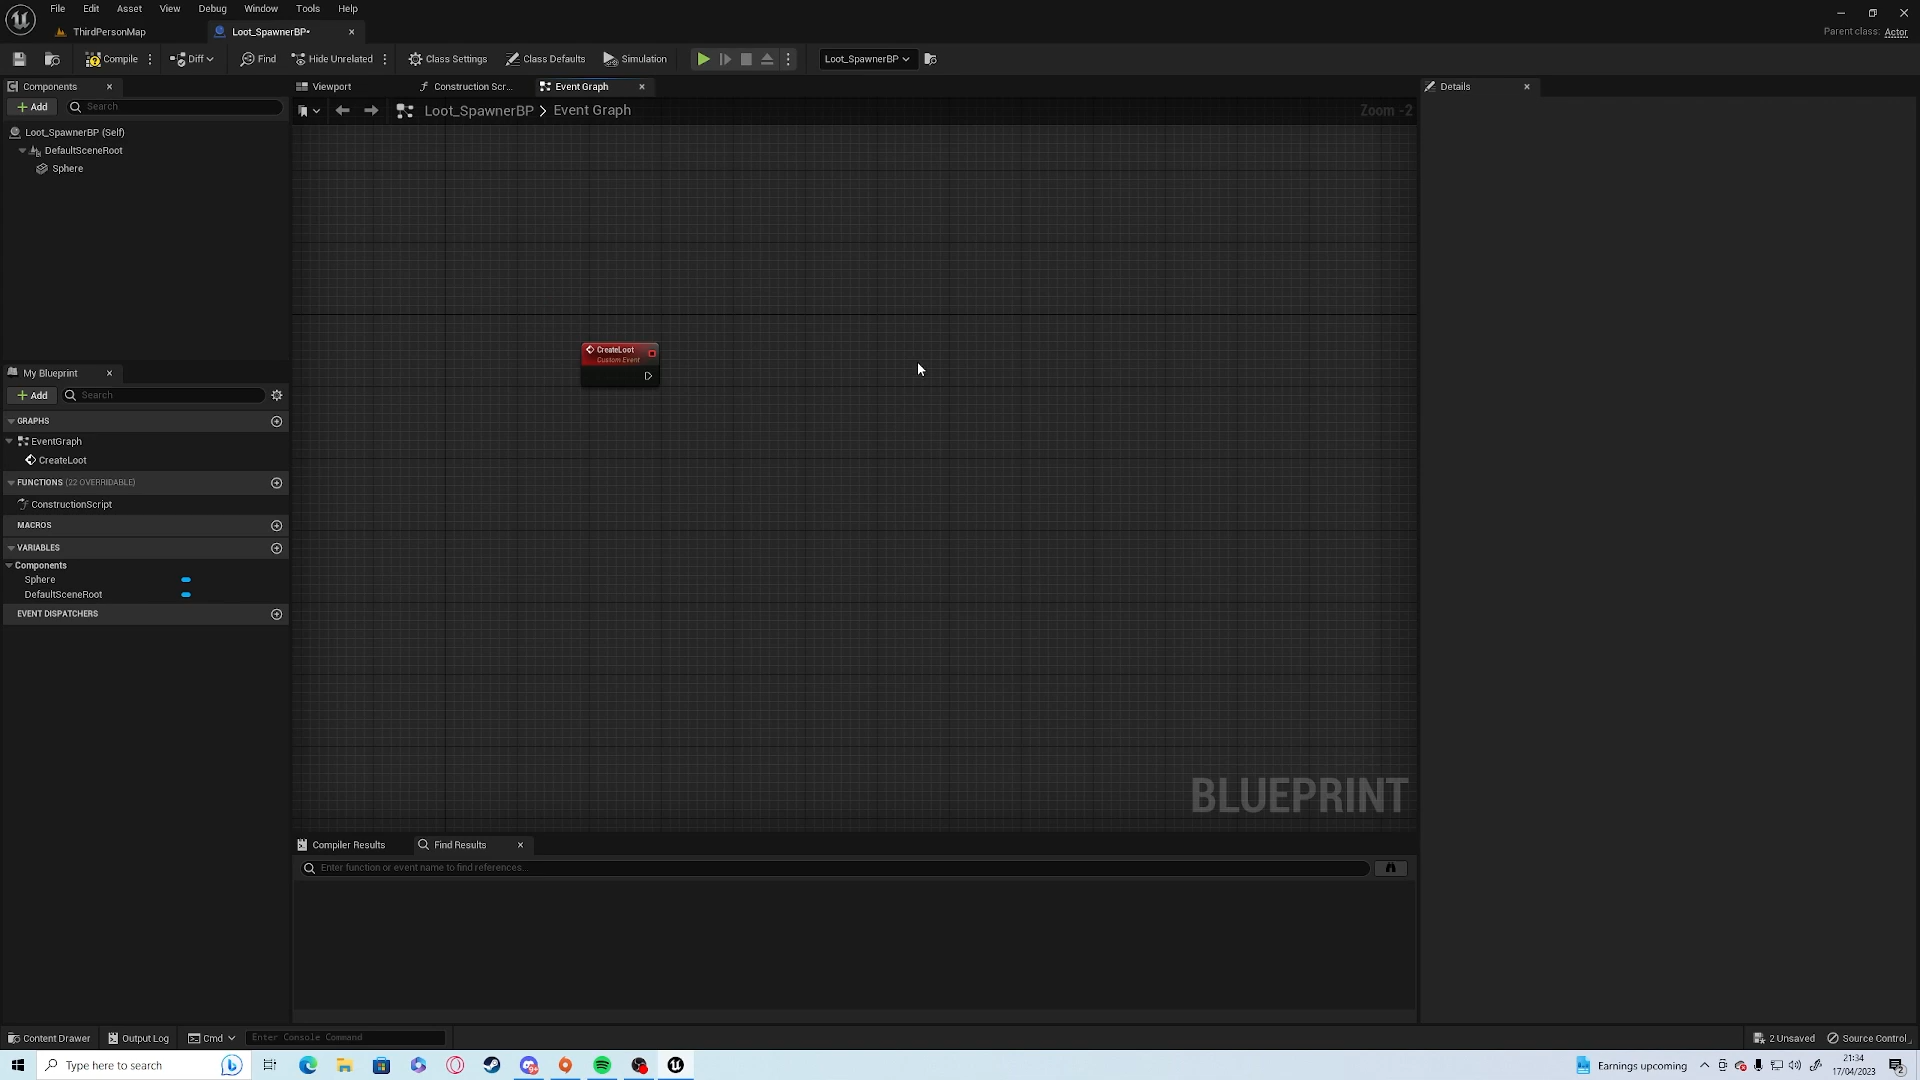 File Edit Asset View Debug Window Tools Help
ThirdPersonMap
Loot_SpawnerBP•
Parent class: Actor
Compile
Diff
Find
Hide Unrelated
Class Settings
Class Defaults
Simulation
Loot_SpawnerBP
Components
Viewport
Construction Scr...
Event Graph
Details
Add
Search
Loot_SpawnerBP > Event Graph
Zoom -2
Loot_SpawnerBP (Self)
DefaultSceneRoot
Sphere
CreateLoot
Custom Event
My Blueprint
Add
Search
GRAPHS
EventGraph
CreateLoot
FUNCTIONS (22 OVERRIDABLE)
ConstructionScript
MACROS
VARIABLES
Components
Sphere
DefaultSceneRoot
EVENT DISPATCHERS
BLUEPRINT
Compiler Results
Find Results
Enter function or event name to find references...
Content Drawer
Output Log
Cmd
Enter Console Command
2 Unsaved
Source Control
Type here to search
Earnings upcoming
21:34
17/04/2023